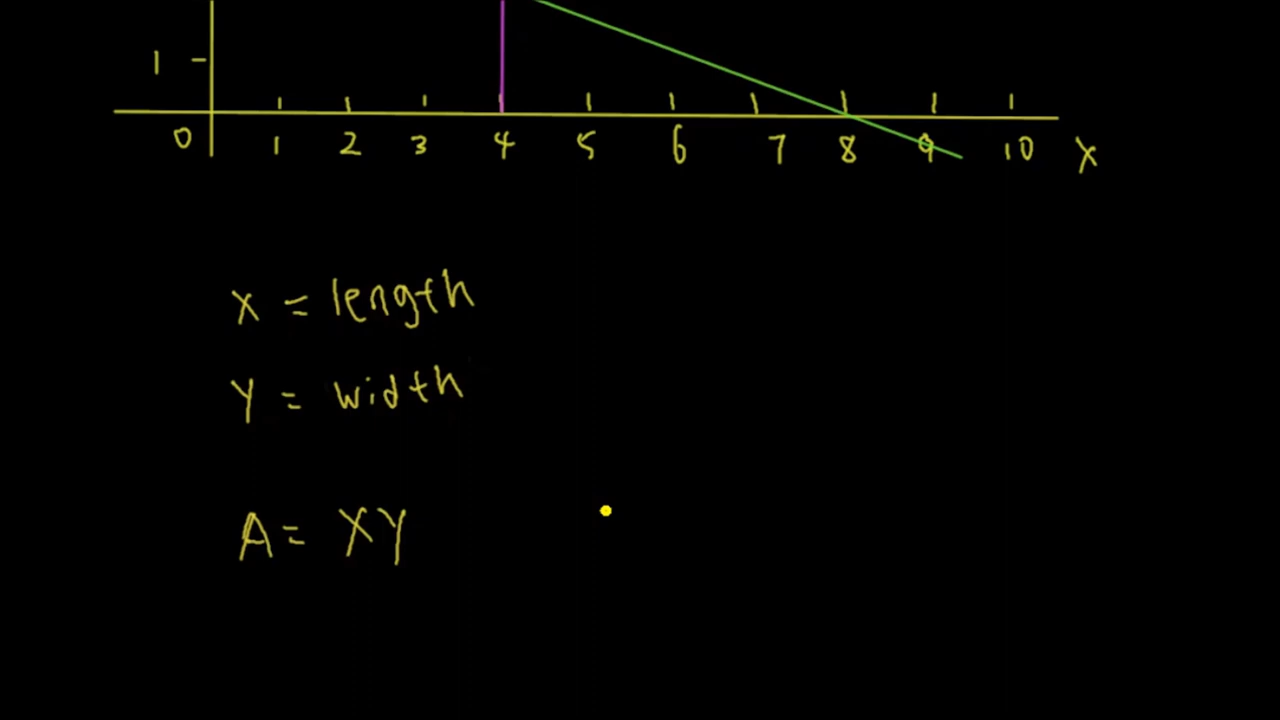 1
0 1 2 3 4 5 6 7 8 9 10 X
X = length
Y = width
A = XY